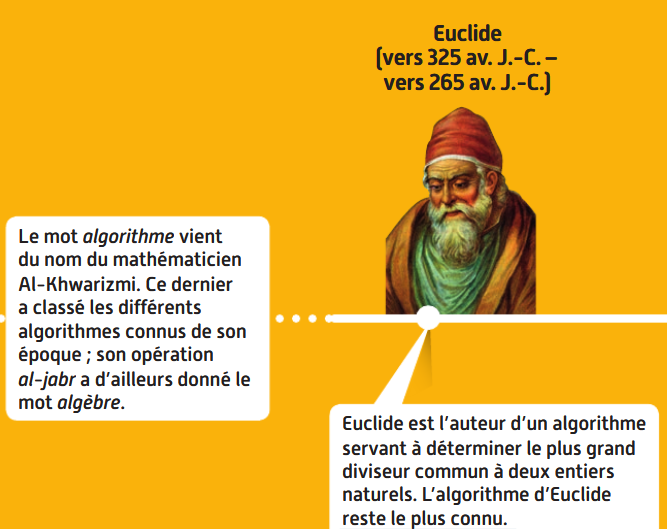 Euclide
(vers 325 av. J.-C. –
vers 265 av. J.-C.)
Le mot algorithme vient
du nom du mathématicien
Al-Khwarizmi. Ce dernier
a classé les différents
algorithmes connus de son
époque ; son opération
al-jabr a d'ailleurs donné le
mot algèbre.
Euclide est l'auteur d'un algorithme
servant à déterminer le plus grand
diviseur commun à deux entiers
naturels. L'algorithme d'Euclide
reste le plus connu.